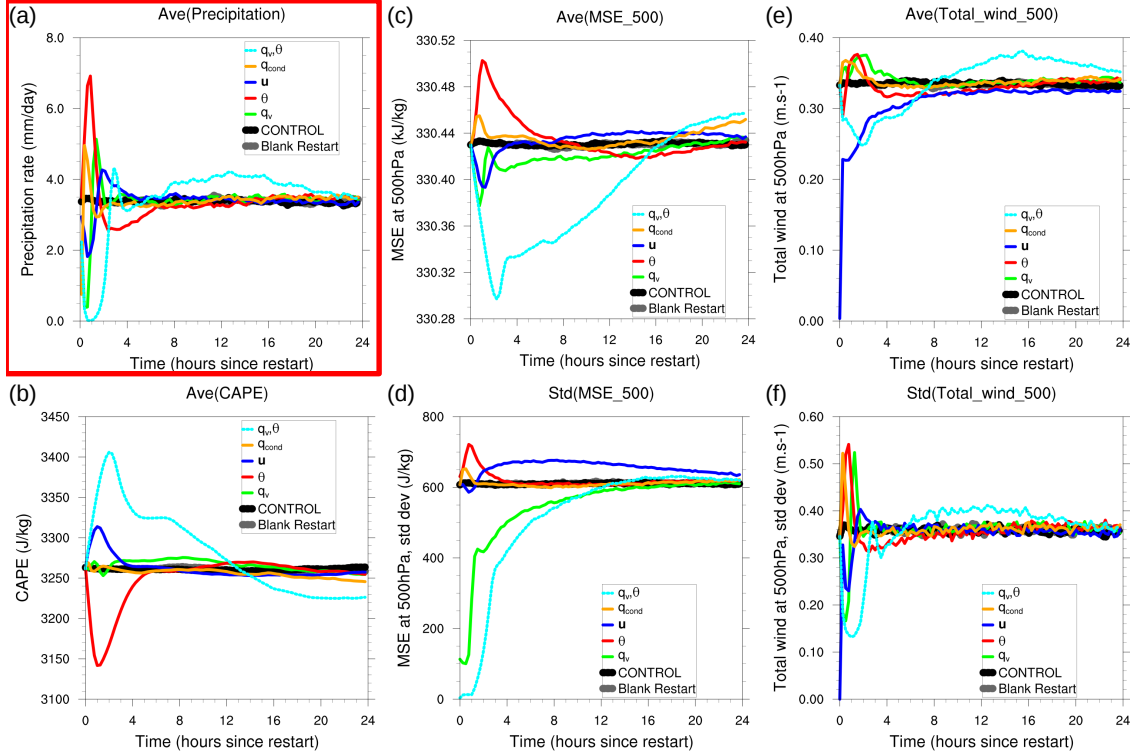 (a)
Ave(Precipitation)
Precipitation rate (mm/day)
8.0
6.0
4.0
2.0
0.0
qv,θ
qcond
u
θ
qv
CONTROL
Blank Restart
0 4 8 12 16 20 24
Time (hours since restart)
(c)
Ave(MSE_500)
MSE at 500hPa (kJ/kg)
330.52
330.48
330.44
330.40
330.36
330.32
330.28
qv,θ
qcond
u
θ
qv
CONTROL
Blank Restart
0 4 8 12 16 20 24
Time (hours since restart)
(e)
Ave(Total_wind_500)
Total wind at 500hPa (m.s-1)
0.40
0.30
0.20
0.10
0.00
qv,θ
qcond
u
θ
qv
CONTROL
Blank Restart
0 4 8 12 16 20 24
Time (hours since restart)
(b)
Ave(CAPE)
CAPE (J/kg)
3450
3400
3350
3300
3250
3200
3150
3100
qv,θ
qcond
u
θ
qv
CONTROL
Blank Restart
0 4 8 12 16 20 24
Time (hours since restart)
(d)
Std(MSE_500)
MSE at 500hPa, std dev (J/kg)
800
600
400
200
0
qv,θ
qcond
u
θ
qv
CONTROL
Blank Restart
0 4 8 12 16 20 24
Time (hours since restart)
(f)
Std(Total_wind_500)
Total wind at 500hPa, std dev (m.s-1)
0.60
0.50
0.40
0.30
0.20
0.10
0.00
qv,θ
qcond
u
θ
qv
CONTROL
Blank Restart
0 4 8 12 16 20 24
Time (hours since restart)